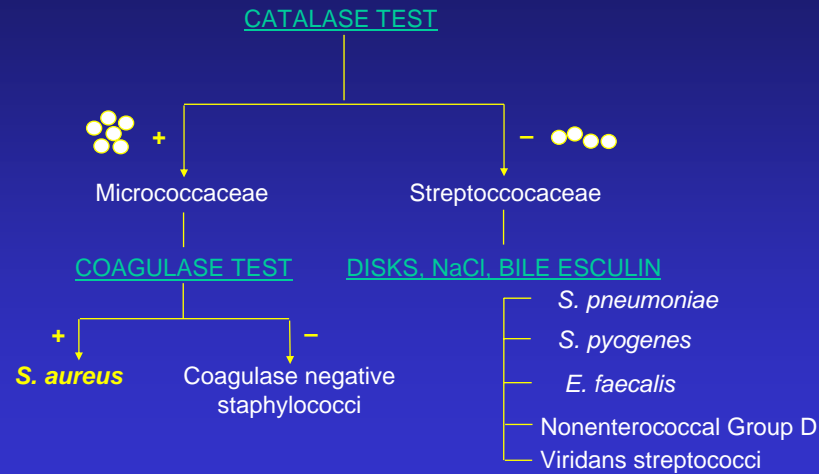 CATALASE TEST
+
−
Micrococcaceae
Streptoccocaceae
COAGULASE TEST
DISKS, NaCl, BILE ESCULIN
+
−
S. aureus
Coagulase negative
staphylococci
S. pneumoniae
S. pyogenes
E. faecalis
Nonenterococcal Group D
Viridans streptococci